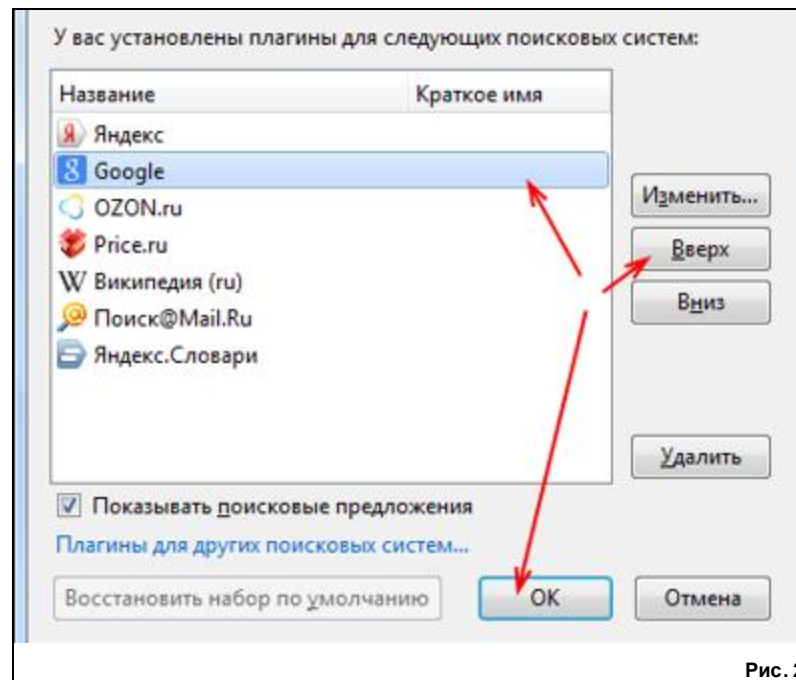 У вас установлены плагины для следующих поисковых систем:
Название Краткое имя
Яндекс
Google
OZON.ru
Price.ru
Википедия (ru)
Поиск@Mail.Ru
Яндекс.Словари
Изменить...
Вверх
Вниз
Удалить
Показывать поисковые предложения
Плагины для других поисковых систем...
Восстановить набор по умолчанию OK Отмена
Рис. 2